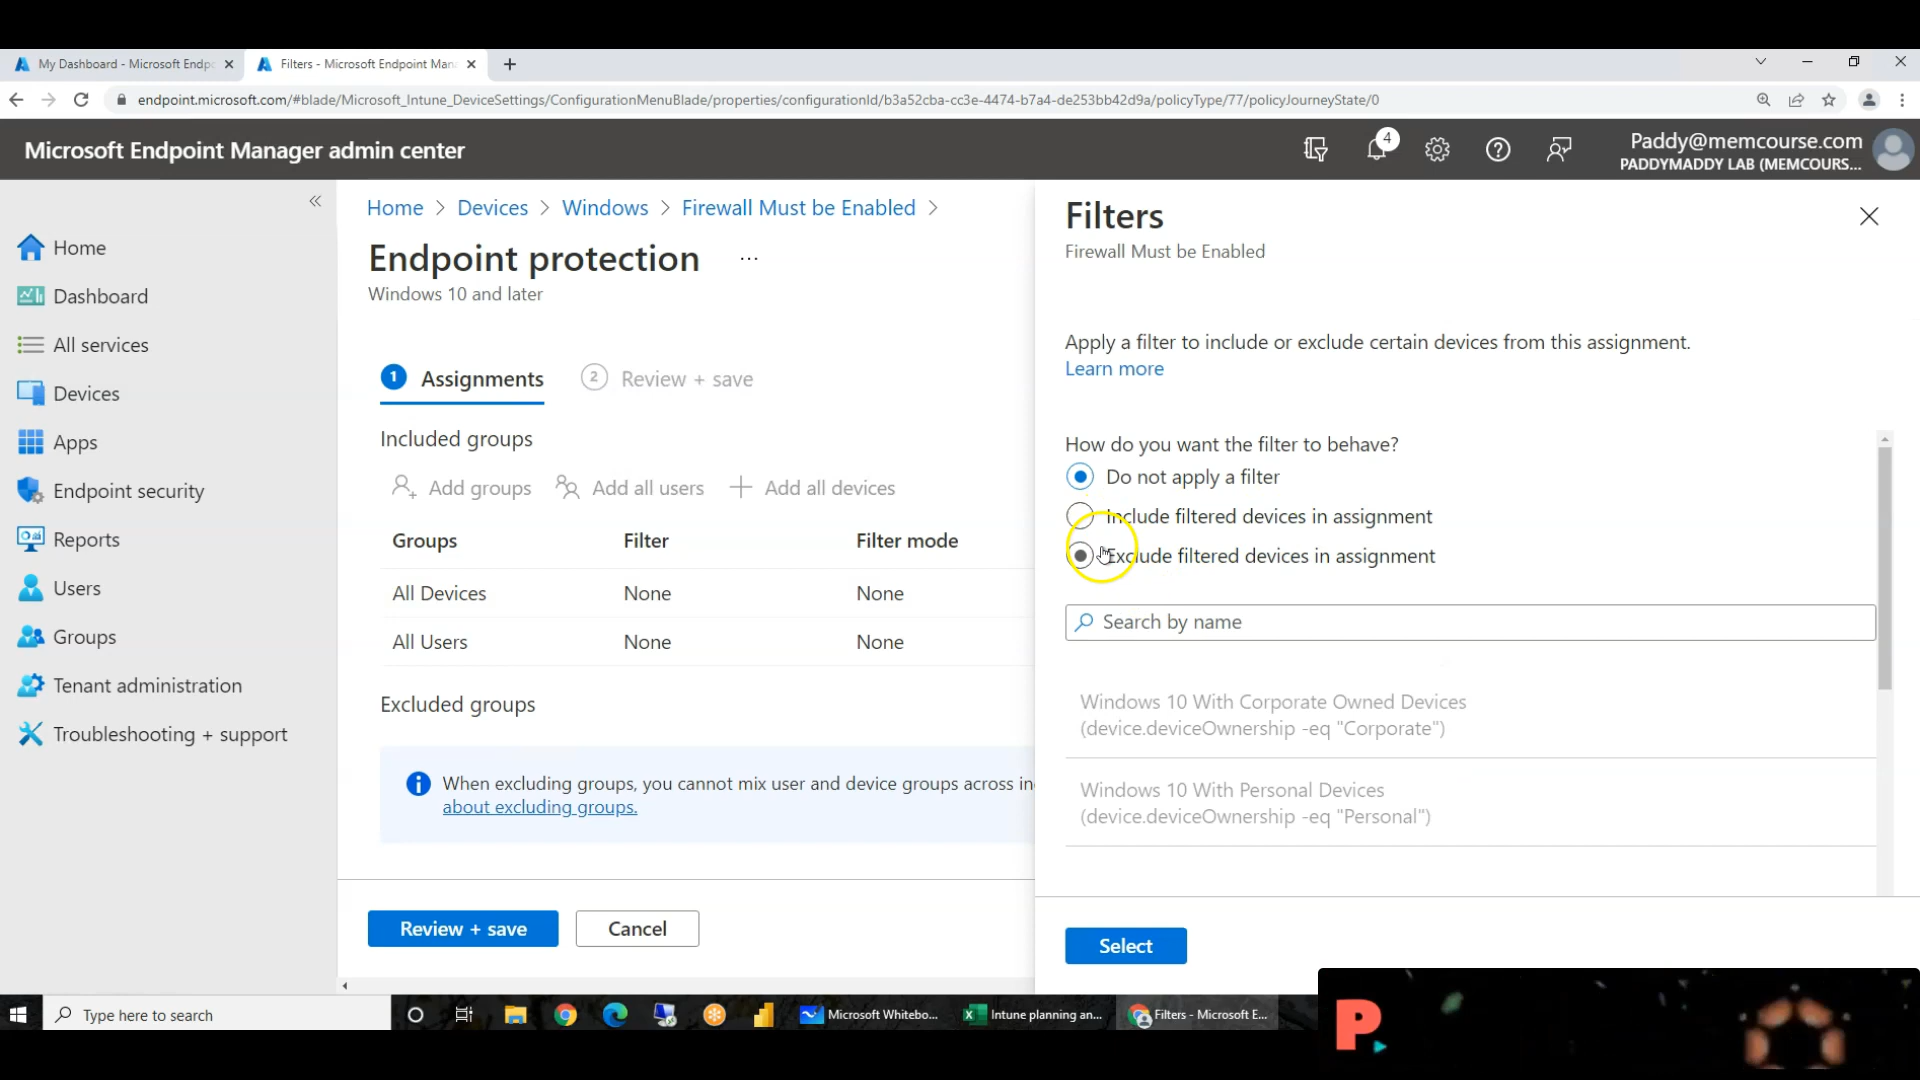 My Dashboard - Microsoft Endp
Filters - Microsoft Endpoint Man
endpoint.microsoft.com/#blade/Microsoft_Intune_DeviceSettings/ConfigurationMenuBlade/properties/configurationId/b3a52cba-cc3e-4474-b7a4-de253bb42d9a/policyType/77/policyJourneyState/0
Microsoft Endpoint Manager admin center
4
Paddy@memcourse.com
PADDYMADDY LAB (MEMCOURS...
Home
Dashboard
All services
Devices
Apps
Endpoint security
Reports
Users
Groups
Tenant administration
Troubleshooting + support
Home > Devices > Windows > Firewall Must be Enabled >
Endpoint protection ...
Windows 10 and later
1 Assignments 2 Review + save
Included groups
Add groups Add all users Add all devices
Groups Filter Filter mode
All Devices None None
All Users None None
Excluded groups
When excluding groups, you cannot mix user and device groups across in
about excluding groups.
Review + save Cancel
Filters
Firewall Must be Enabled
Apply a filter to include or exclude certain devices from this assignment.
Learn more
How do you want the filter to behave?
Do not apply a filter
Include filtered devices in assignment
Exclude filtered devices in assignment
Search by name
Windows 10 With Corporate Owned Devices
(device.deviceOwnership -eq "Corporate")
Windows 10 With Personal Devices
(device.deviceOwnership -eq "Personal")
Select
Type here to search
Microsoft Whitebo...
Intune planning an...
Filters - Microsoft E...
P